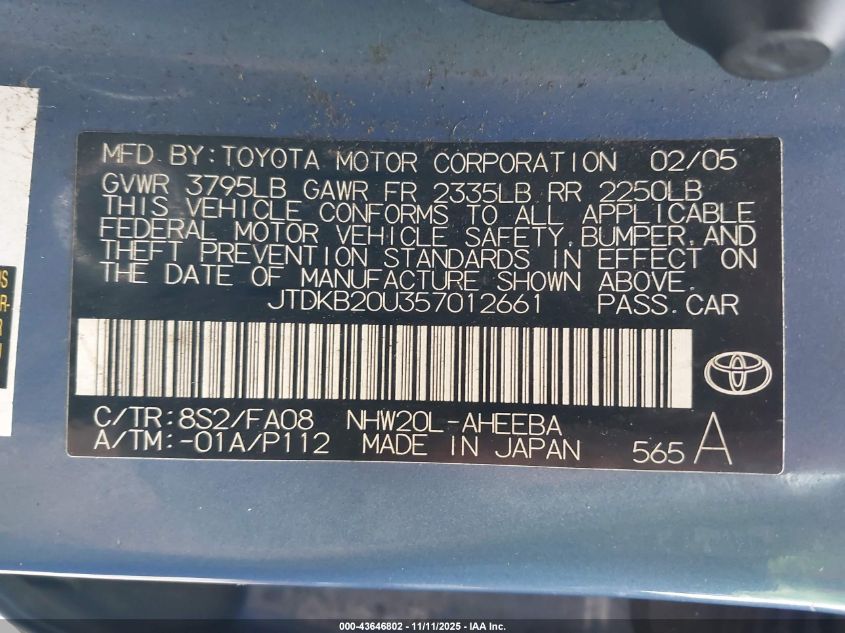 MFD BY:TOYOTA MOTOR CORPORATION 02/05
GVWR 3795LB GAWR FR 2335LB RR 2250LB
THIS VEHICLE CONFORMS TO ALL APPLICABLE
FEDERAL MOTOR VEHICLE SAFETY,BUMPER,AND
THEFT PREVENTION STANDARDS IN EFFECT ON
THE DATE OF MANUFACTURE SHOWN ABOVE.
JTDKB20U357012661 PASS.CAR
C/TR:8S2/FA08 NHW20L-AHEEBA
A/TM:-01A/P112 MADE IN JAPAN 565 A
000-43646802 - 11/11/2025 - IAA Inc.